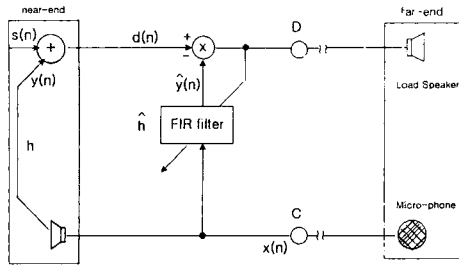 near-end
far-end
s(n)
+
d(n)
+
−
x
D
y(n)
ŷ(n)
Load Speaker
h
ĥ
FIR filter
Micro-phone
C
x(n)